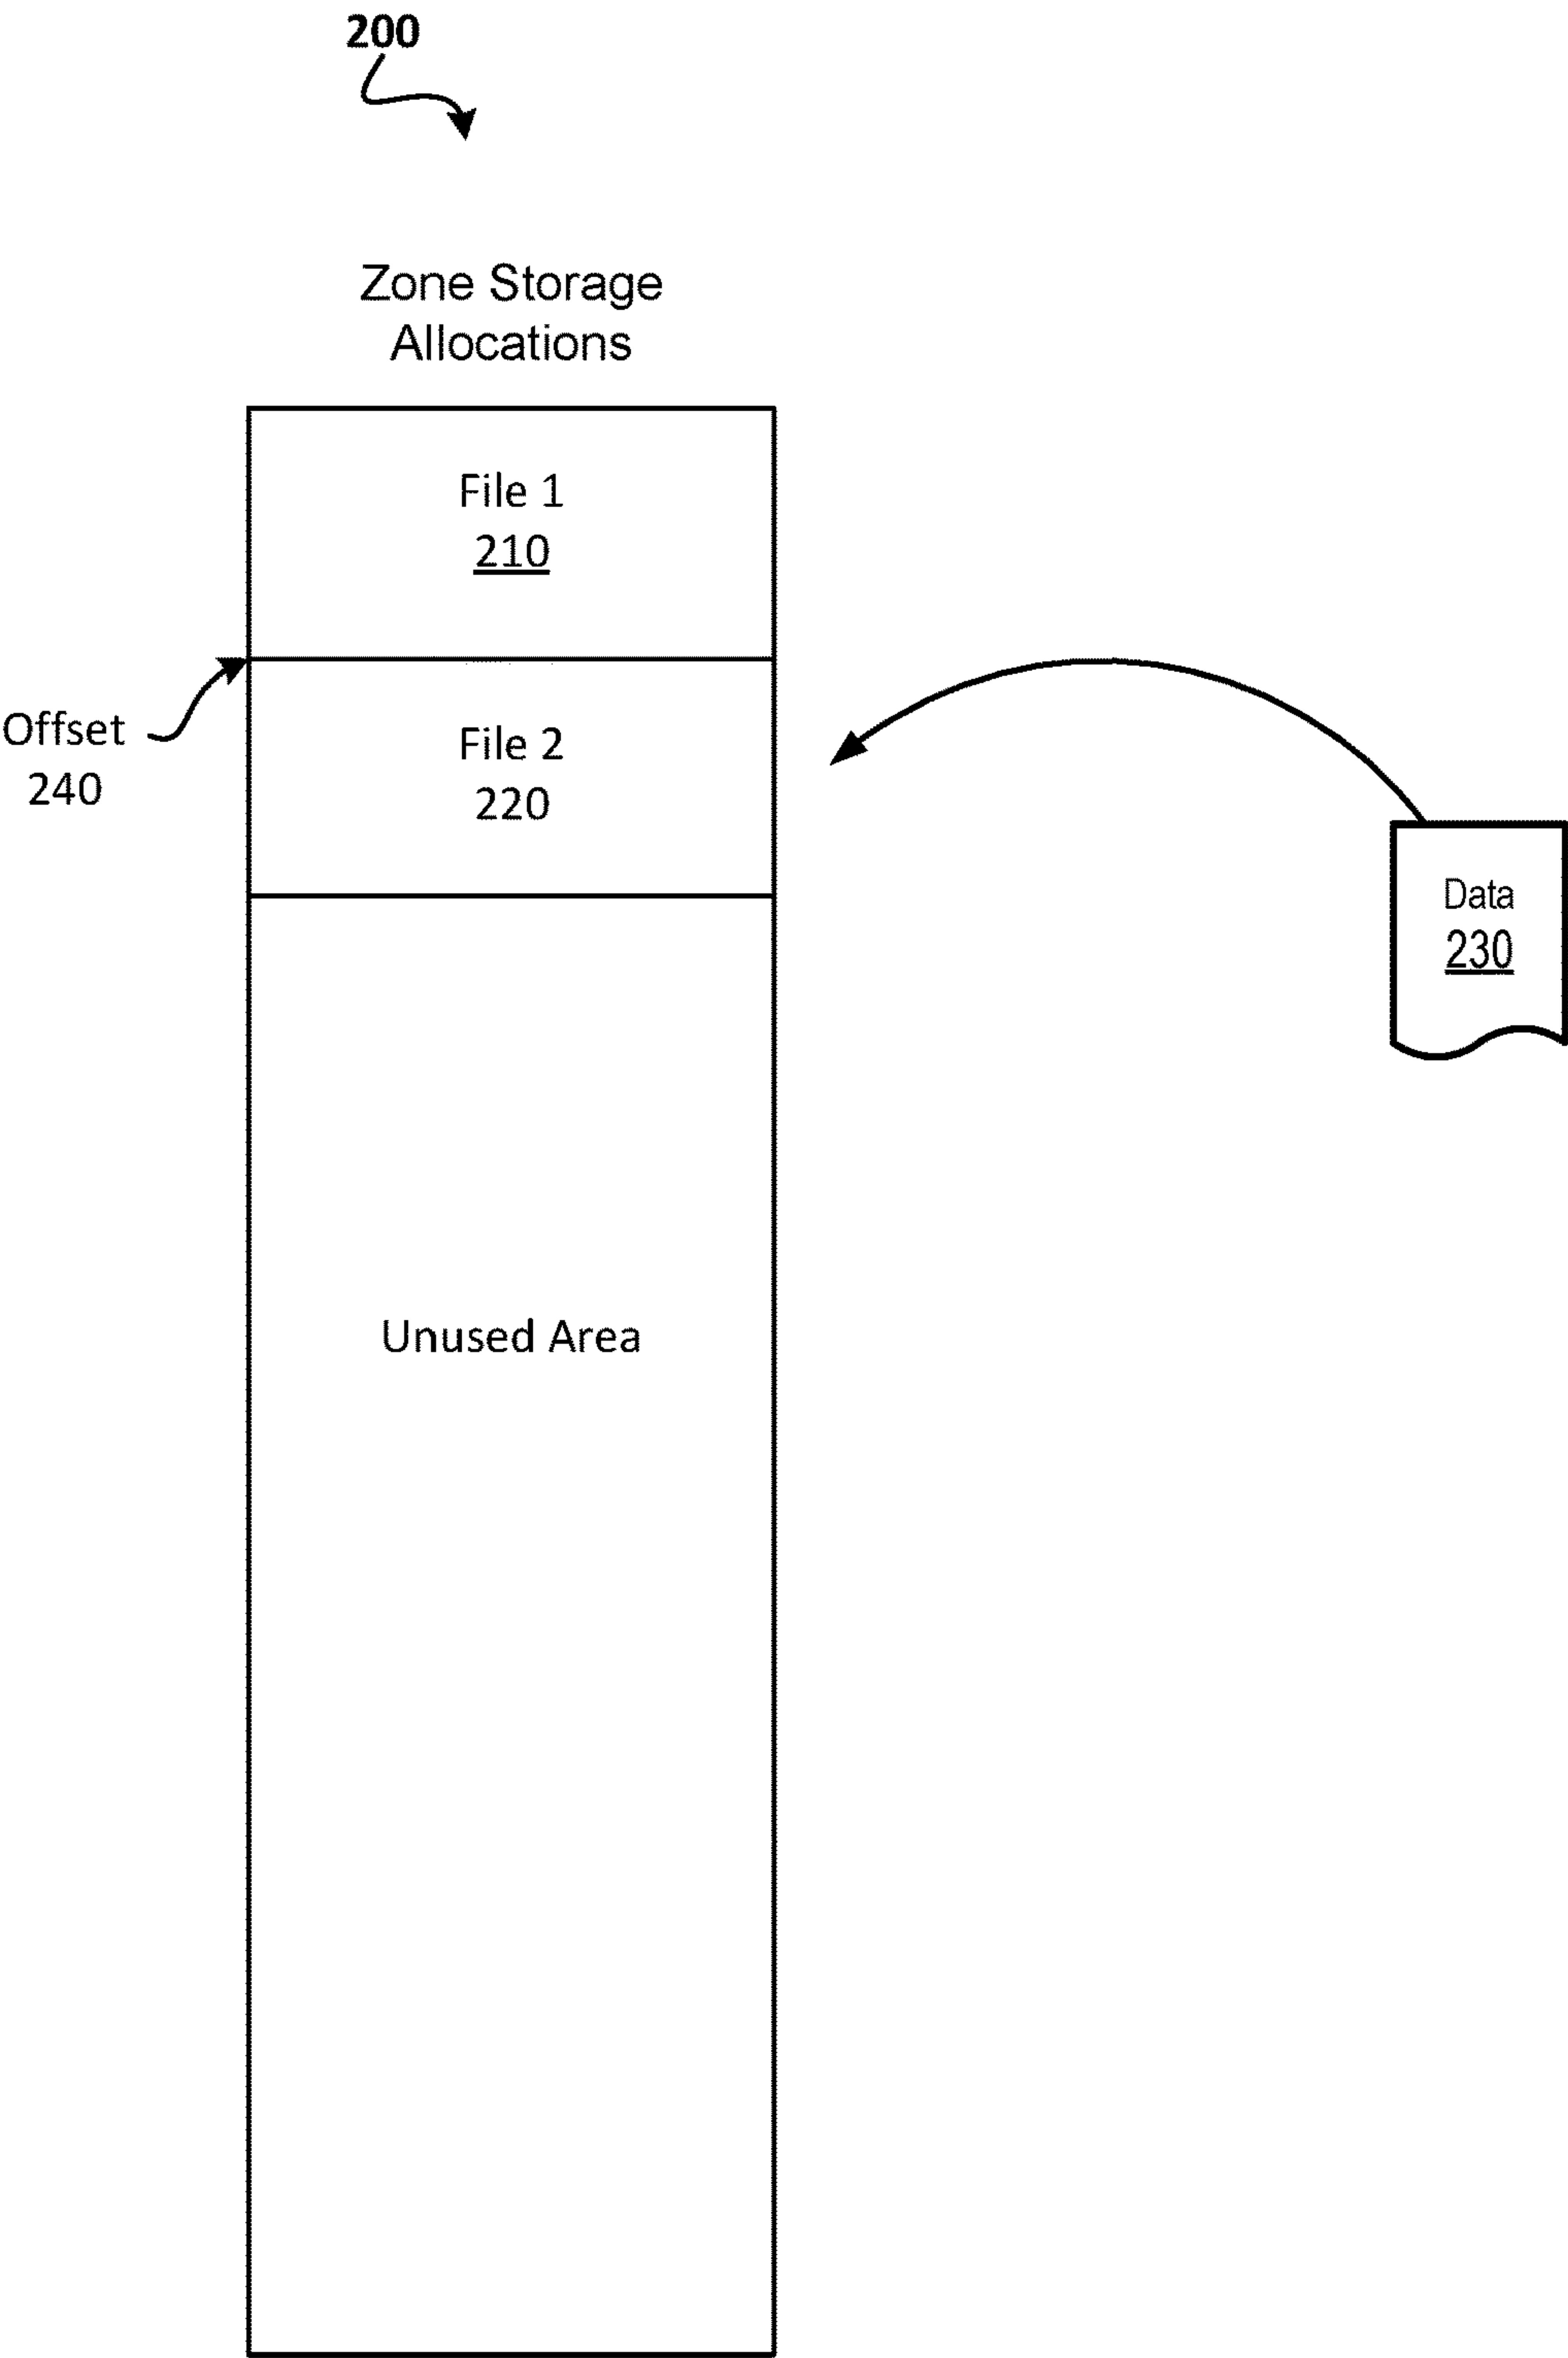 200
Zone Storage
Allocations
File 1
210
Offset
240
File 2
220
Data
230
Unused Area